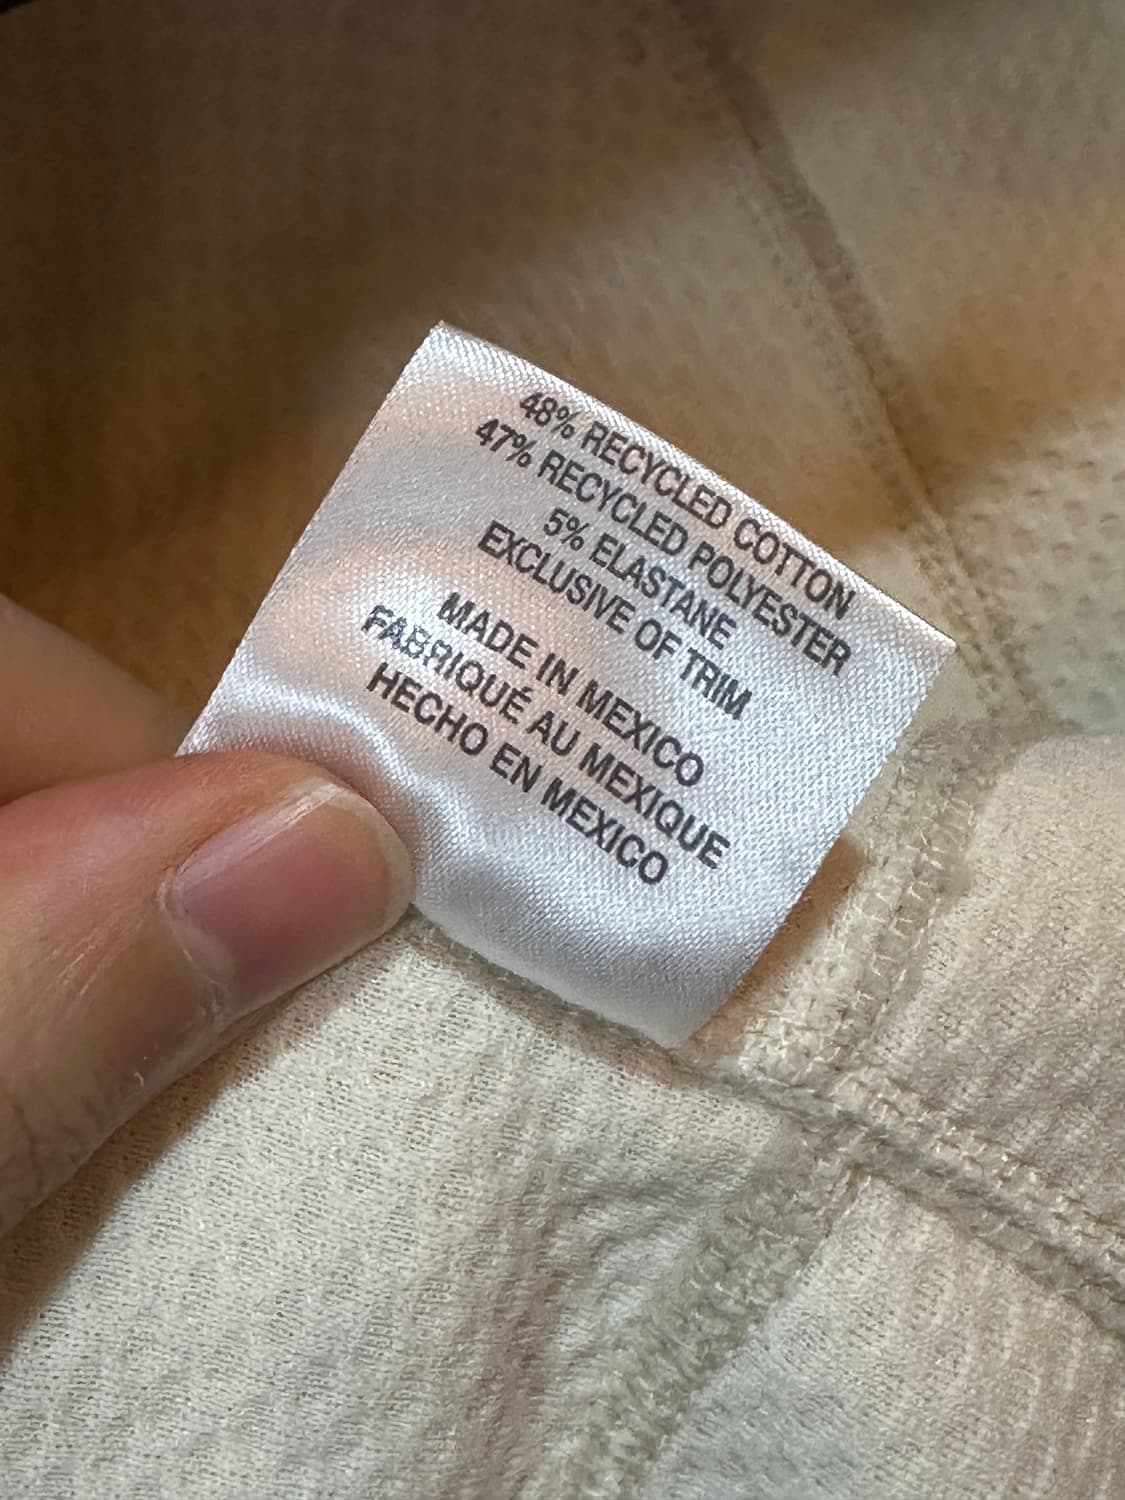 48% RECYCLED COTTON
47% RECYCLED POLYESTER
5% ELASTANE
EXCLUSIVE OF TRIM
MADE IN MEXICO
FABRIQUÉ AU MEXIQUE
HECHO EN MEXICO